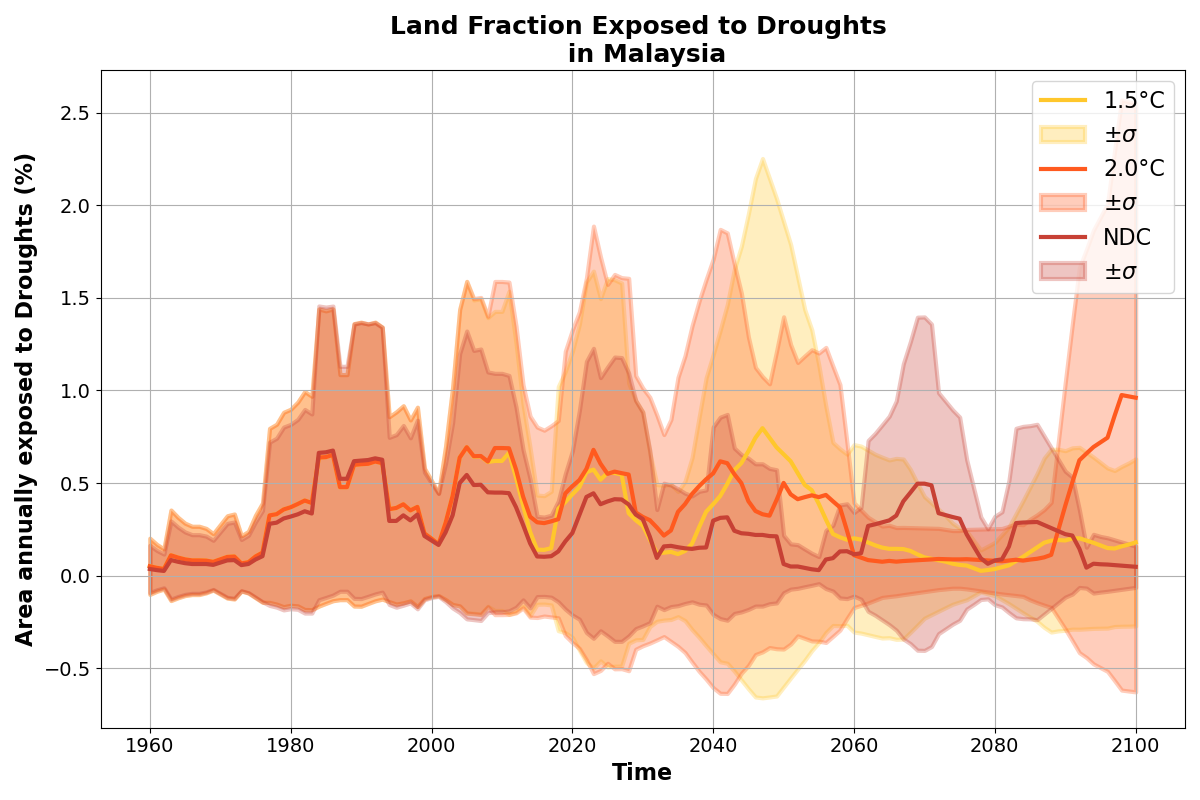 Land Fraction Exposed to Droughts
in Malaysia
Area annually exposed to Droughts (%)
2.5
2.0
1.5
1.0
0.5
0.0
−0.5
1.5°C
±σ
2.0°C
±σ
NDC
±σ
1960 1980 2000 2020 2040 2060 2080 2100
Time